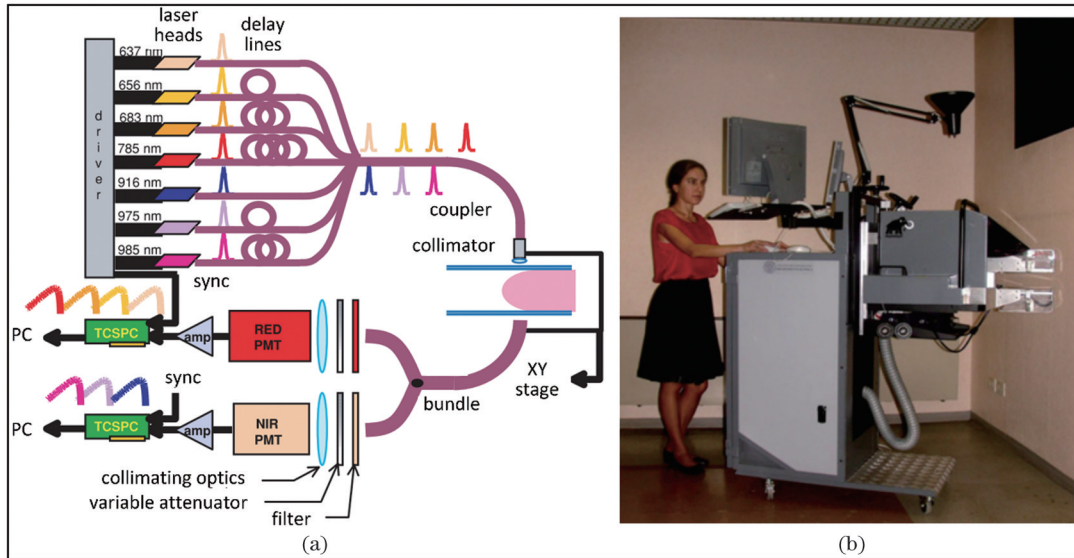 laser
heads
delay
lines
637 nm
656 nm
683 nm
785 nm
916 nm
975 nm
985 nm
driver
coupler
collimator
sync
PC
TCSPC
amp
RED
PMT
XY
stage
bundle
sync
PC
TCSPC
amp
NIR
PMT
collimating optics
variable attenuator
filter
(a)
(b)